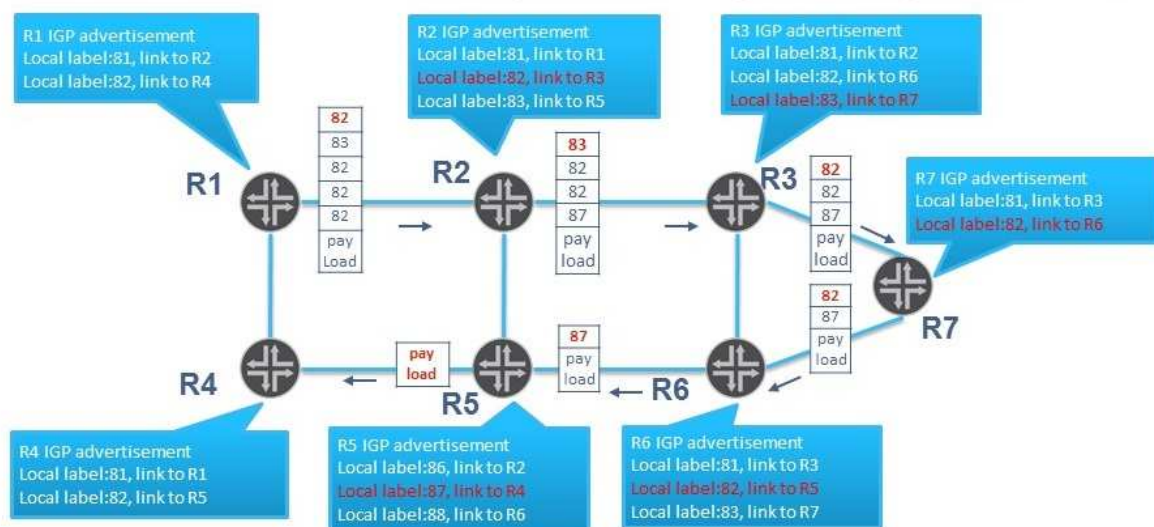 R1 IGP advertisement
Local label:81, link to R2
Local label:82, link to R4
R2 IGP advertisement
Local label:81, link to R1
Local label:82, link to R3
Local label:83, link to R5
R3 IGP advertisement
Local label:81, link to R2
Local label:82, link to R6
Local label:83, link to R7
R7 IGP advertisement
Local label:81, link to R3
Local label:82, link to R6
R1
82
83
82
82
82
pay
Load
R2
83
82
82
87
pay
load
R3
82
82
87
pay
load
R7
82
87
pay
load
R4
pay
load
R5
87
pay
load
R6
R4 IGP advertisement
Local label:81, link to R1
Local label:82, link to R5
R5 IGP advertisement
Local label:86, link to R2
Local label:87, link to R4
Local label:88, link to R6
R6 IGP advertisement
Local label:81, link to R3
Local label:82, link to R5
Local label:83, link to R7